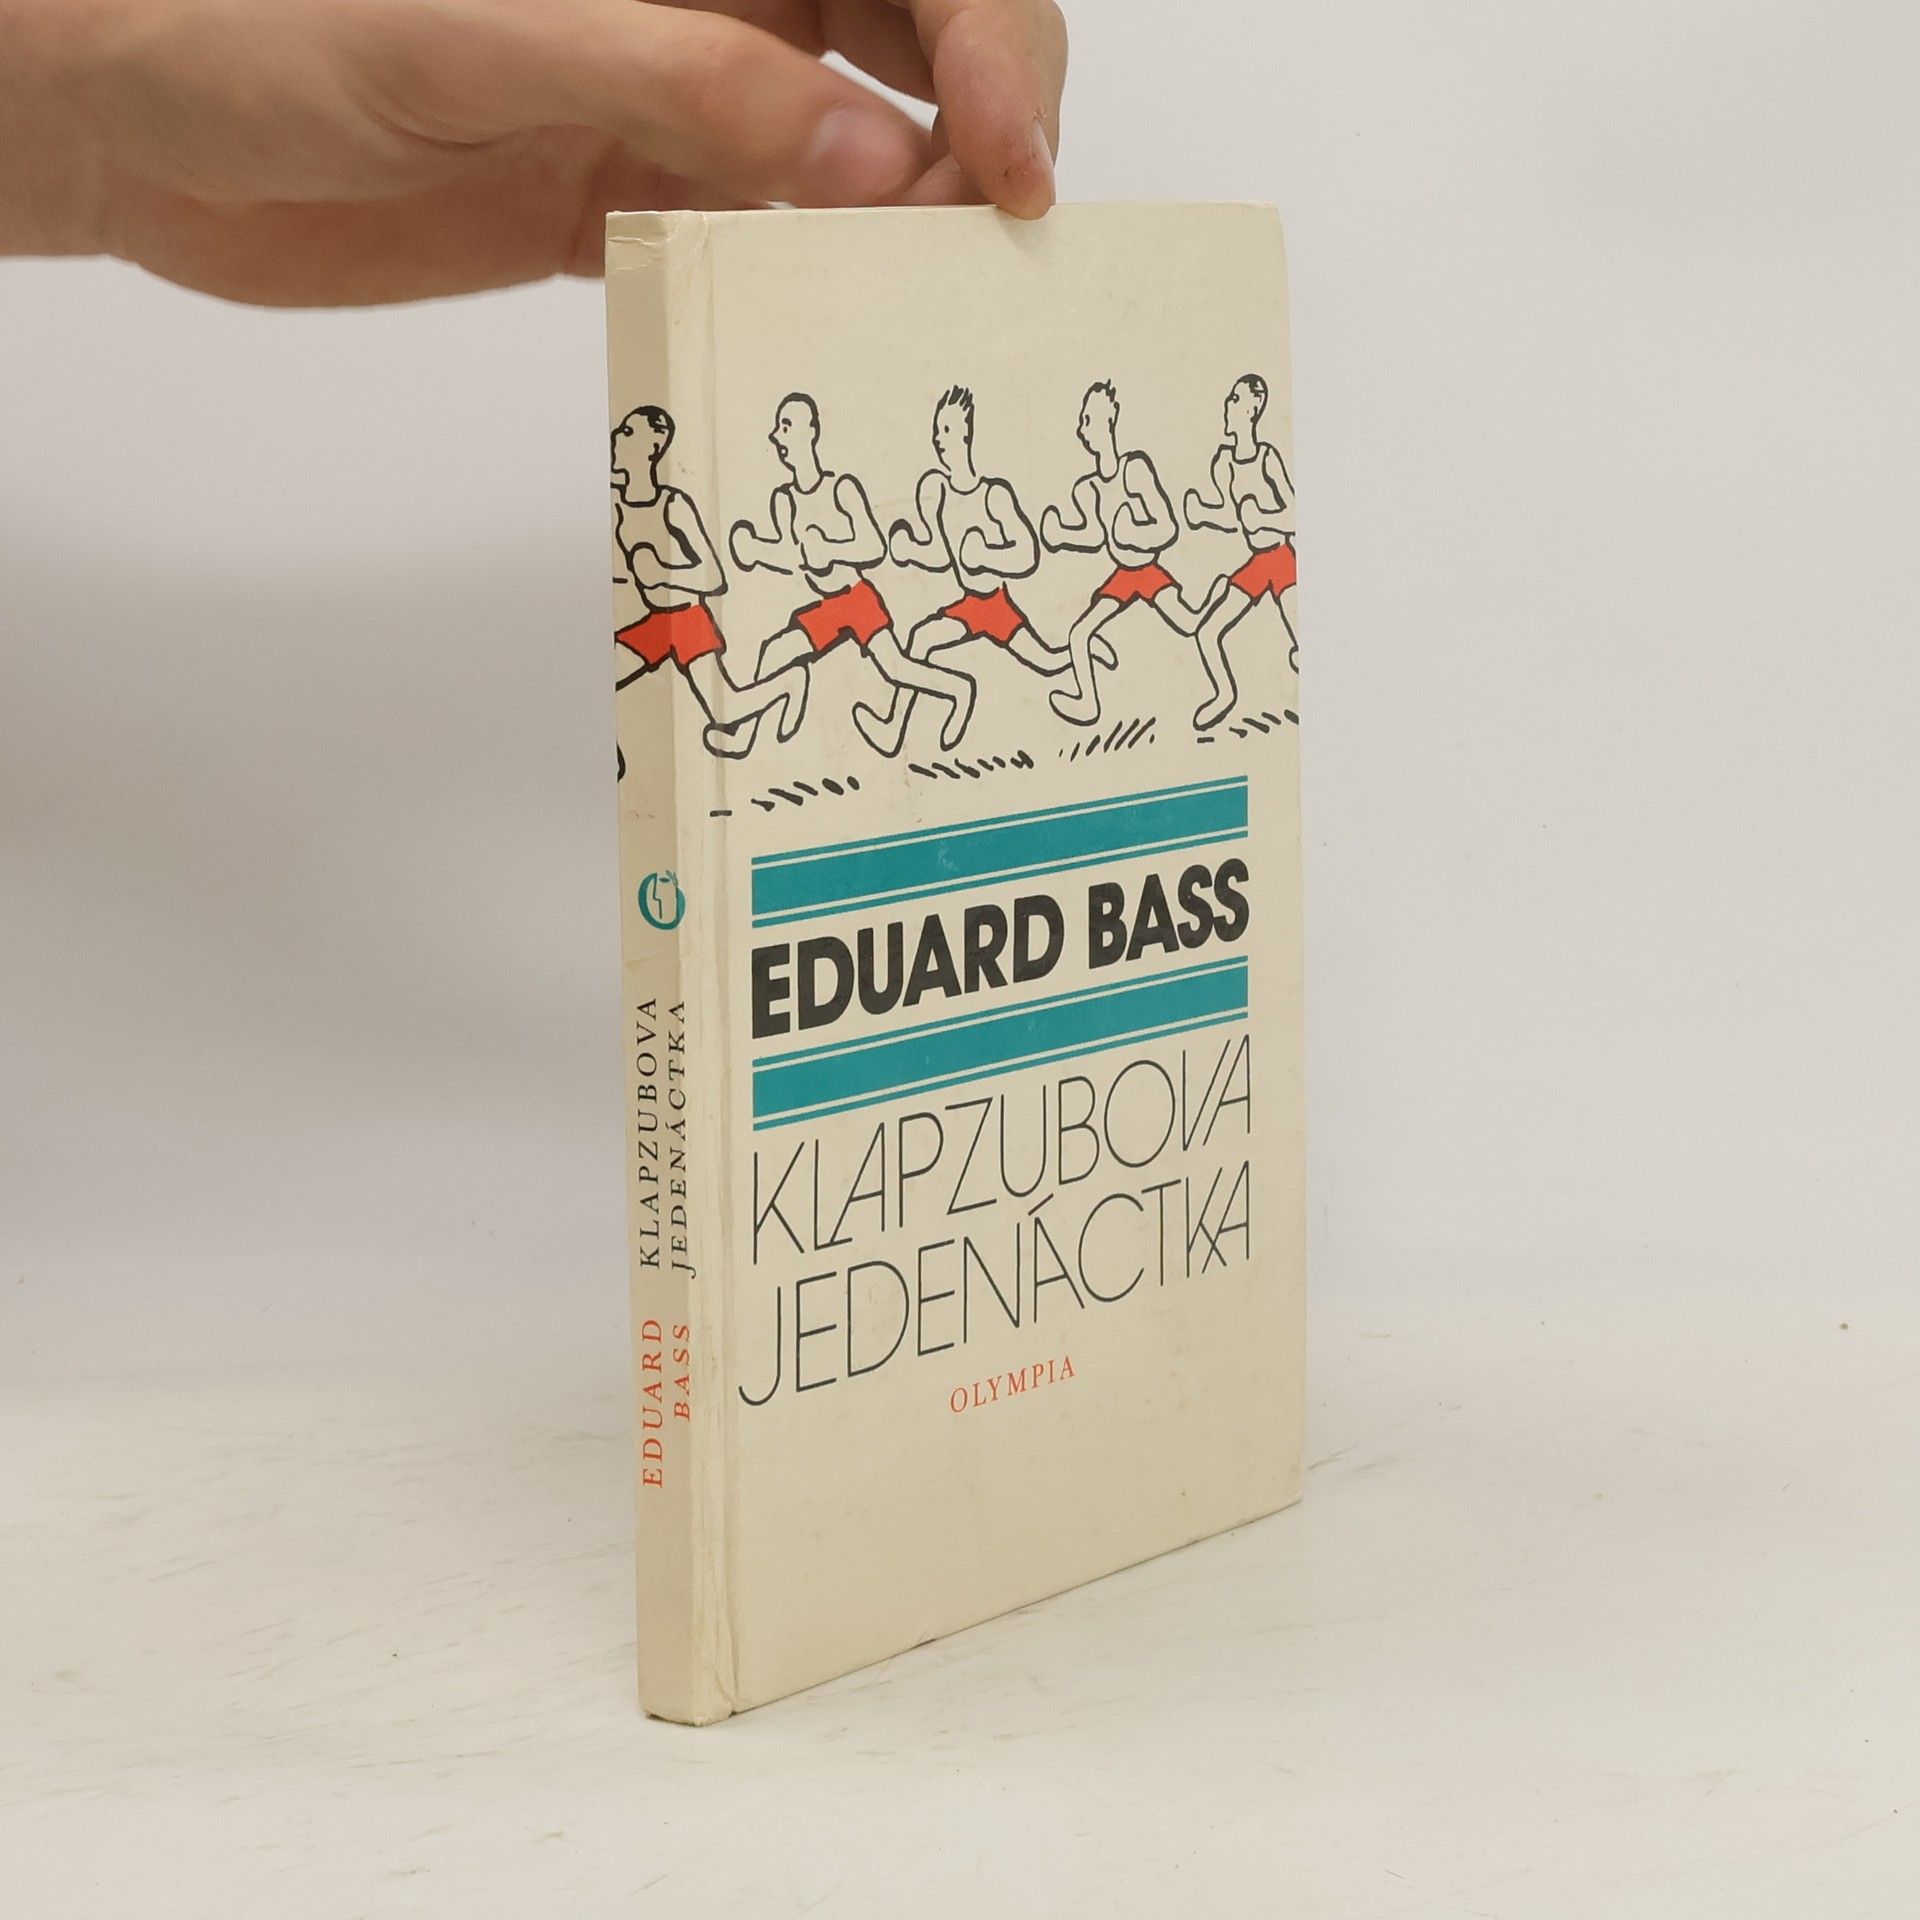 EDUARD BASS
KLAPZUBOVA
JEDENÁCTKA
OLYMPIA
EDUARD
BASS
KLAPZUBOVA
JEDENÁCTKA